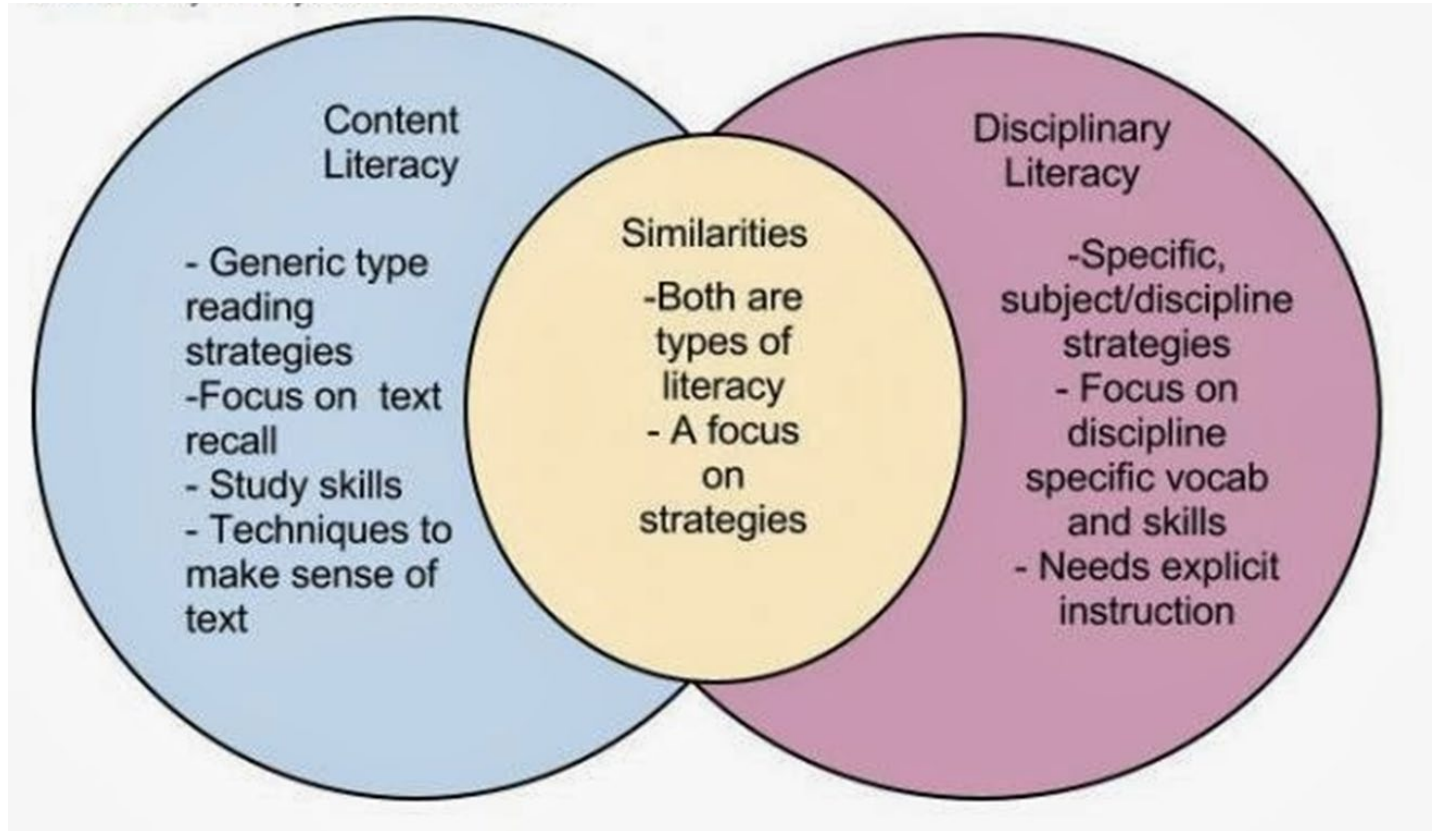 Content
Literacy
- Generic type
reading
strategies
-Focus on  text
recall
- Study skills
- Techniques to
make sense of
text
Similarities
-Both are
types of
literacy
- A focus
on
strategies
Disciplinary
Literacy
-Specific,
subject/discipline
strategies
- Focus on
discipline
specific vocab
and skills
- Needs explicit
instruction